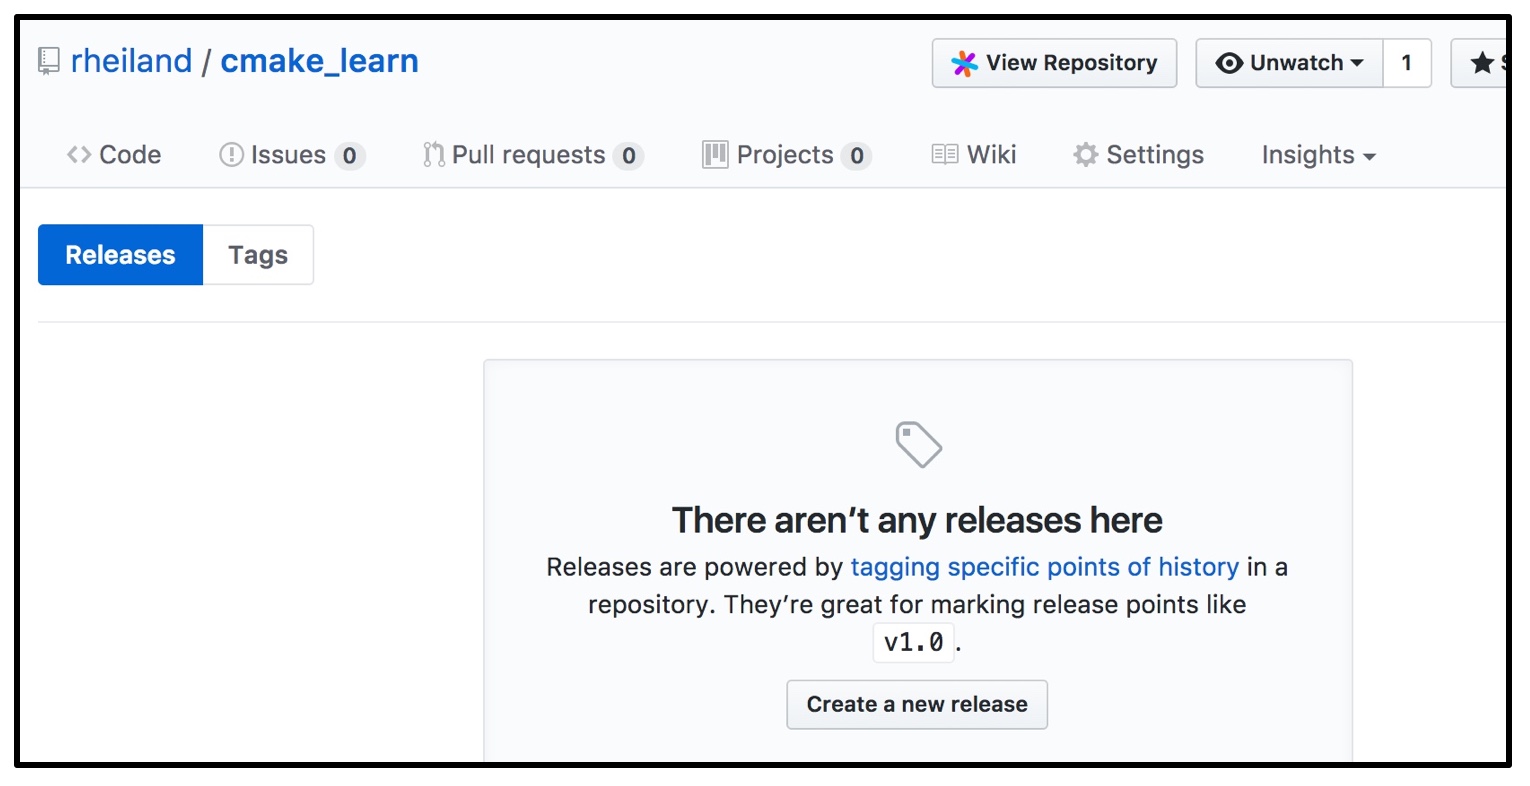 rheiland / cmake_learn
View Repository
Unwatch
1
Code
Issues 0
Pull requests 0
Projects 0
Wiki
Settings
Insights
Releases
Tags
There aren’t any releases here
Releases are powered by tagging specific points of history in a
repository. They’re great for marking release points like
v1.0 .
Create a new release